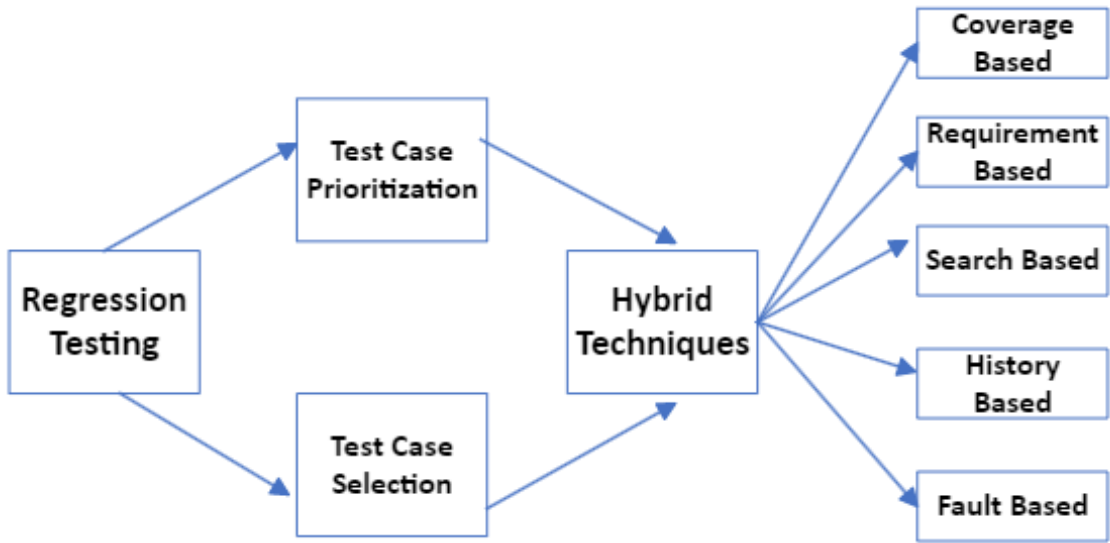 Regression
Testing
Test Case
Prioritization
Test Case
Selection
Hybrid
Techniques
Coverage
Based
Requirement
Based
Search Based
History
Based
Fault Based